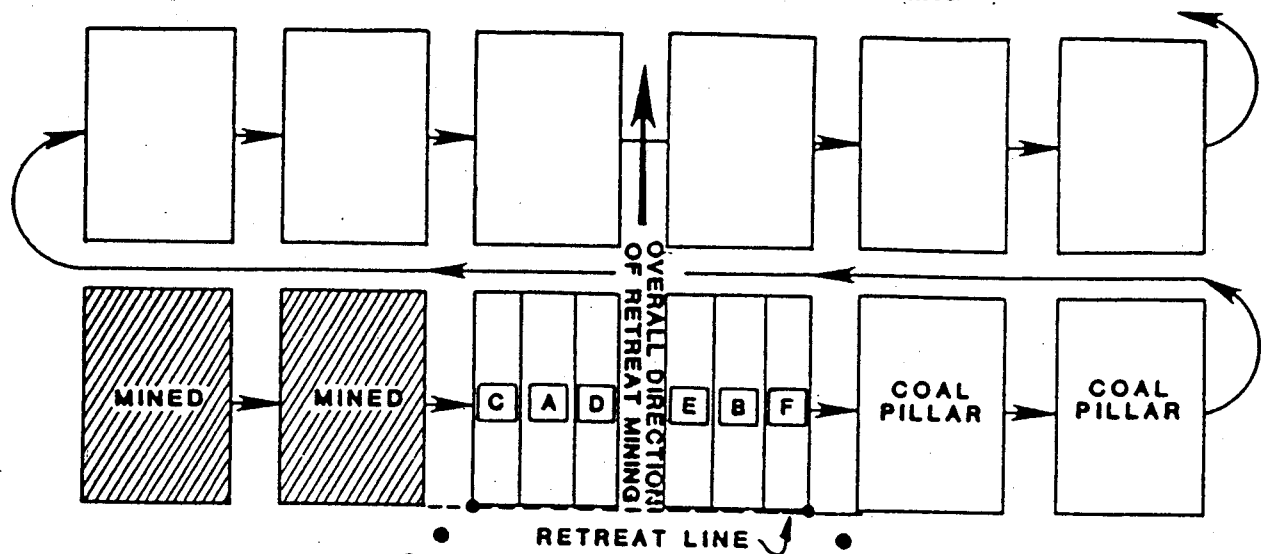 OVERALL DIRECTION
OF RETREAT MINING
MINED
MINED
C
A
D
E
B
F
COAL
PILLAR
COAL
PILLAR
RETREAT LINE